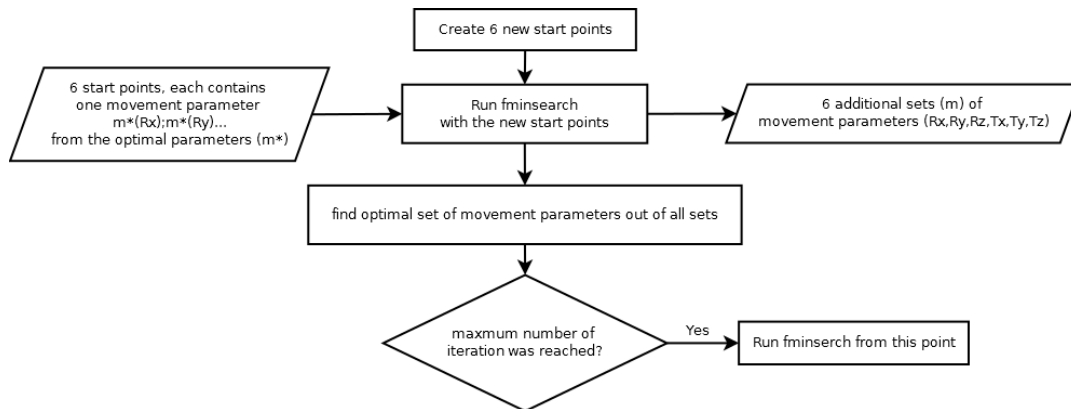 Create 6 new start points
6 start points, each contains
one movement parameter
m*(Rx);m*(Ry)...
from the optimal parameters (m*)
Run fminsearch
with the new start points
6 additional sets (m) of
movement parameters (Rx,Ry,Rz,Tx,Ty,Tz)
find optimal set of movement parameters out of all sets
maxmum number of
iteration was reached?
Yes
Run fminserch from this point